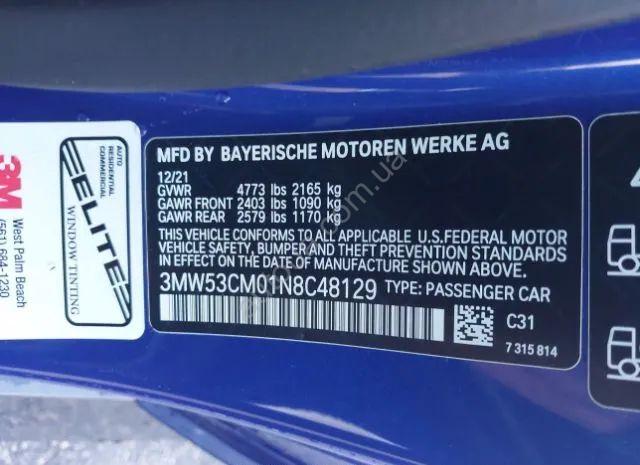 MFD BY BAYERISCHE MOTOREN WERKE AG
12/21
GVWR 4773 lbs 2165 kg
GAWR FRONT 2403 lbs 1090 kg
GAWR REAR 2579 lbs 1170 kg
THIS VEHICLE CONFORMS TO ALL APPLICABLE U.S.FEDERAL MOTOR
VEHICLE SAFETY, BUMPER AND THEFT PREVENTION STANDARDS
IN EFFECT ON THE DATE OF MANUFACTURE SHOWN ABOVE.
3MW53CM01N8C48129 TYPE: PASSENGER CAR
C31
7 315 814
AUTO
RESIDENTIAL
COMMERCIAL
ELITE
WINDOW TINTING
3M
West Palm Beach
(561) 684-1230